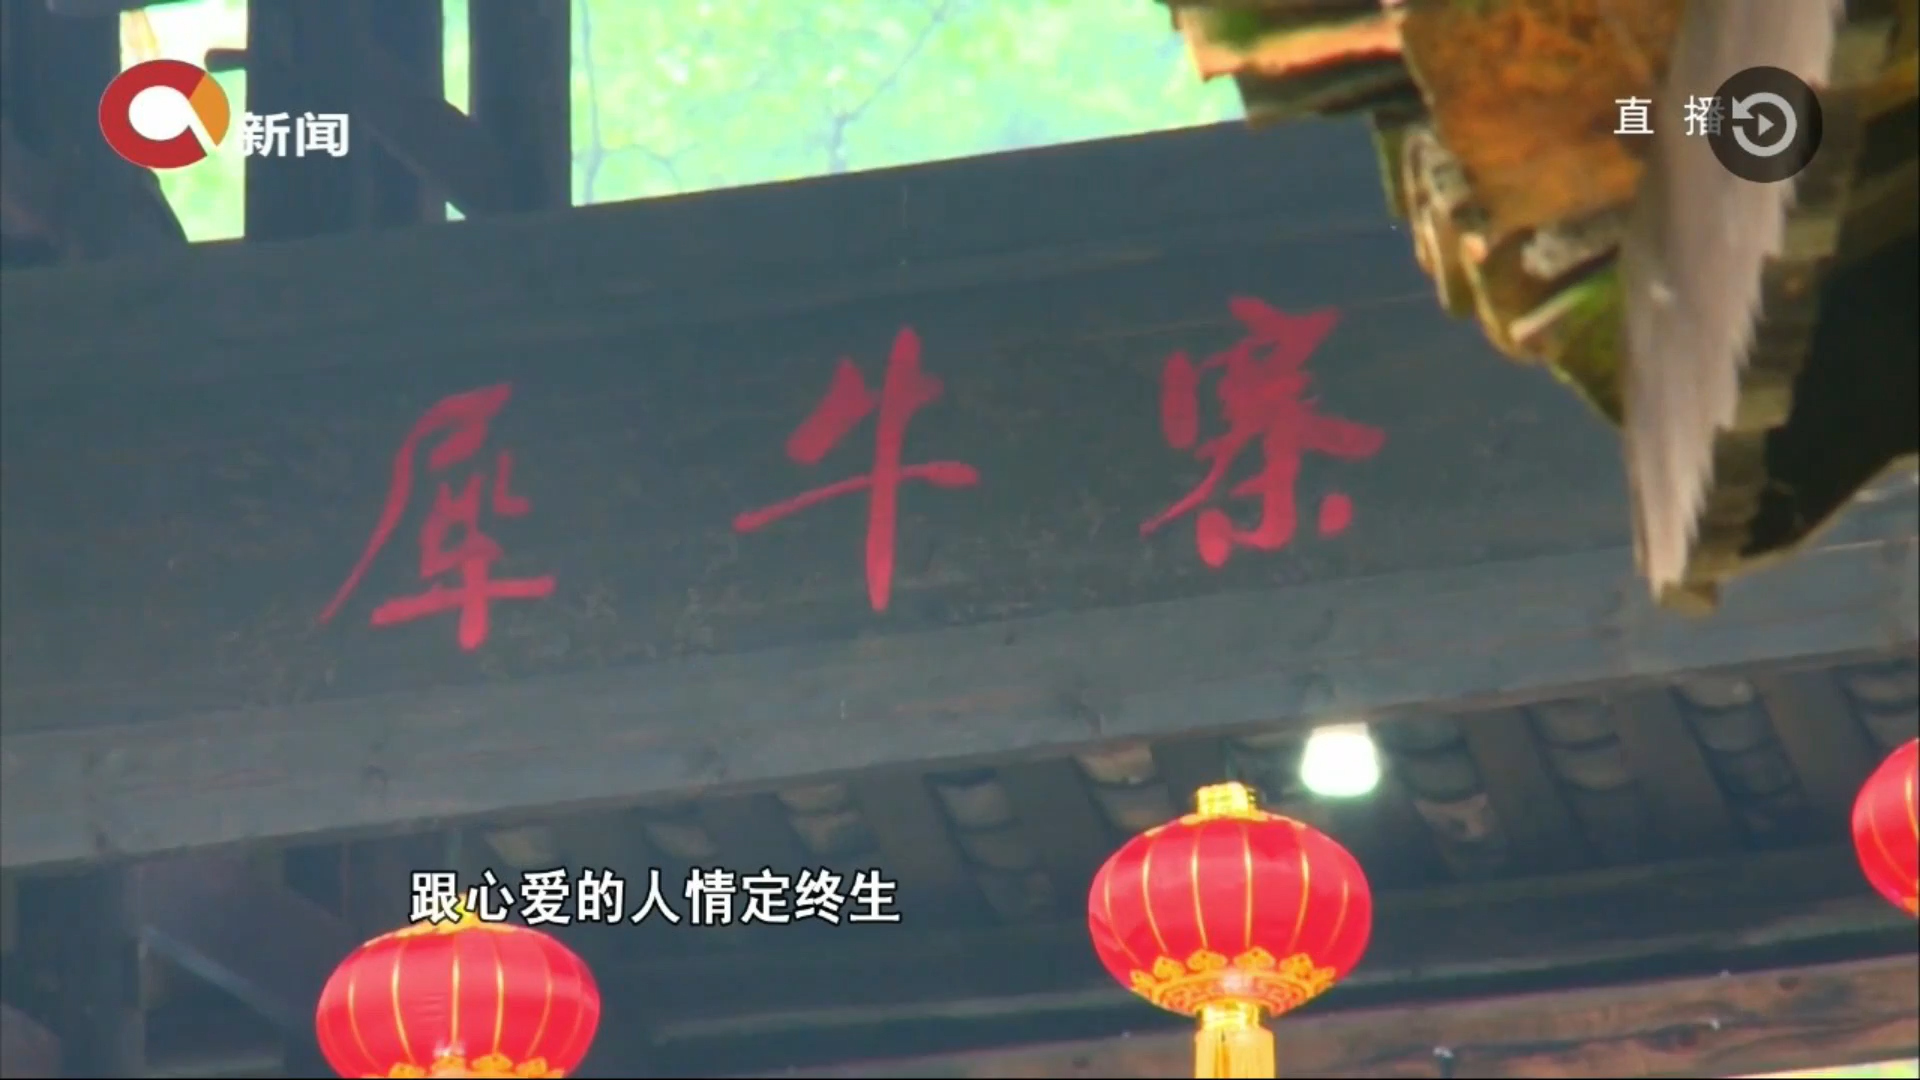 新闻
直 播
犀牛寨
跟心爱的人情定终生